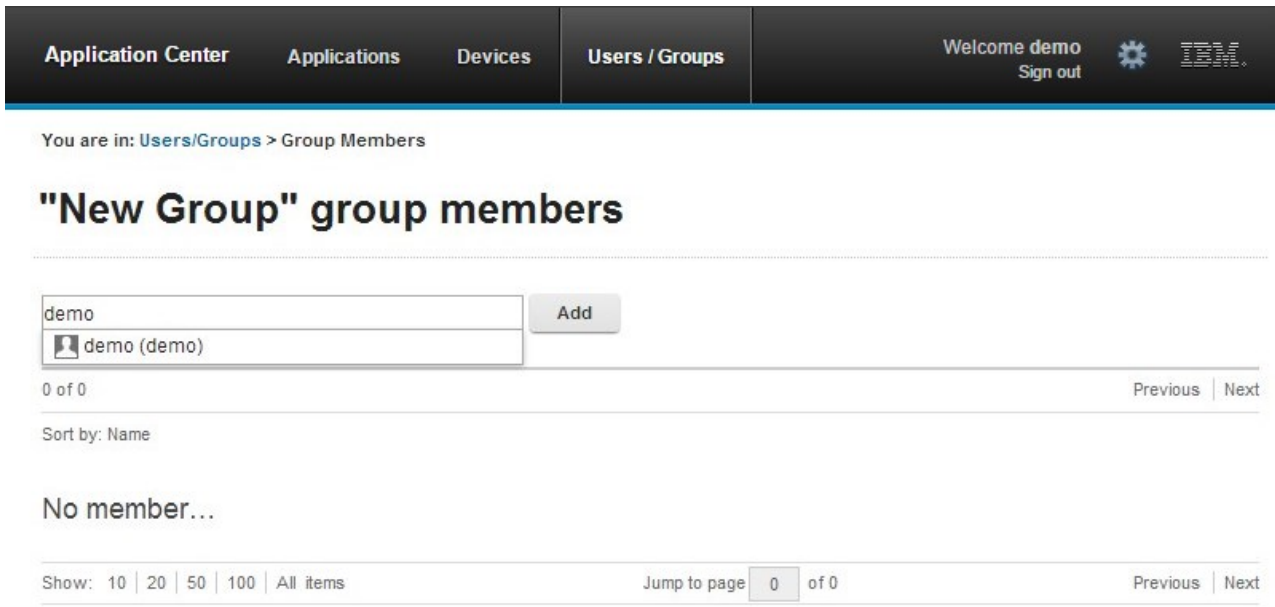 Application Center Applications Devices Users / Groups Welcome demo IBM.
Sign out
You are in: Users/Groups > Group Members
"New Group" group members
demo Add
demo (demo)
0 of 0 Previous | Next
Sort by: Name
No member...
Show: 10 | 20 | 50 | 100 | All items Jump to page 0 of 0 Previous | Next